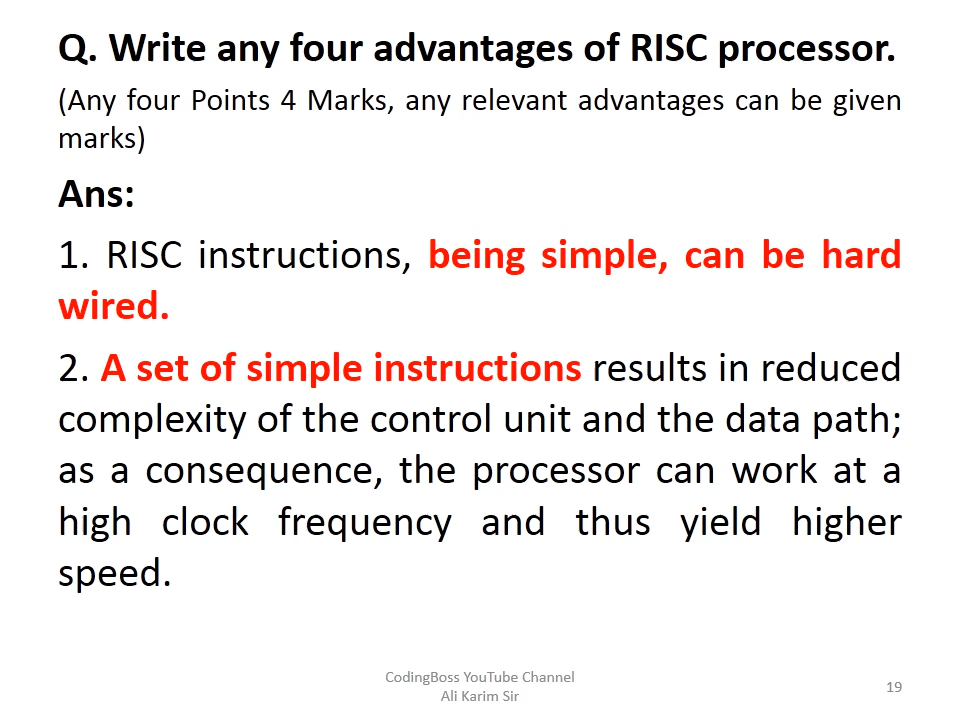 Q. Write any four advantages of RISC processor.
(Any four Points 4 Marks, any relevant advantages can be given
marks)
Ans:
1. RISC instructions, being simple, can be hard
wired.
2. A set of simple instructions results in reduced
complexity of the control unit and the data path;
as a consequence, the processor can work at a
high clock frequency and thus yield higher
speed.
CodingBoss YouTube Channel
Ali Karim Sir
19